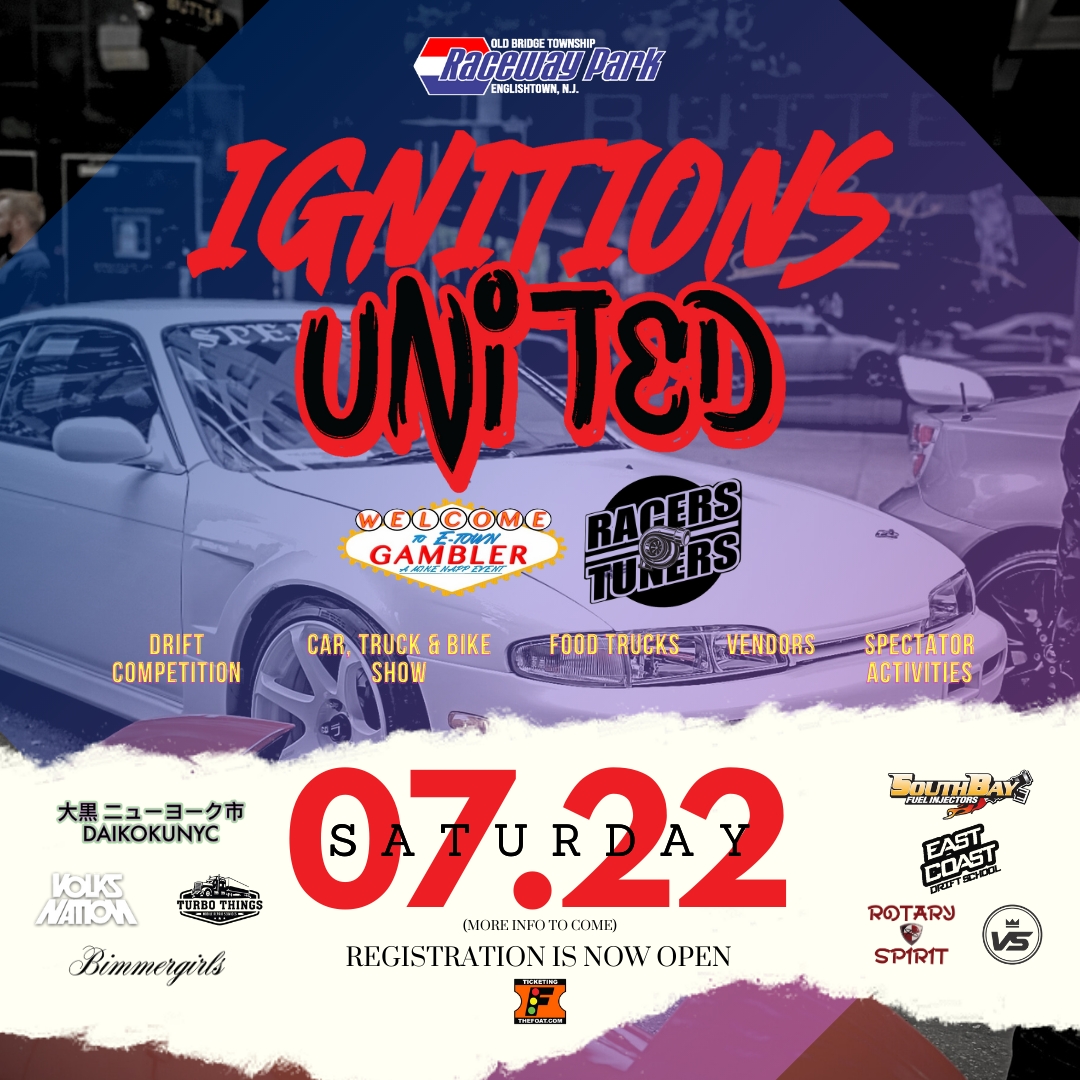 OLD BRIDGE TOWNSHIP
Raceway Park
ENGLISHTOWN, N.J.
BUTTE
IGNITIONS
UNiTED
WELCOME
TO E-TOWN
GAMBLER
A MIKE NAPP EVENT
RACERS
TUNERS
DRIFT
COMPETITION
CAR, TRUCK & BIKE
SHOW
FOOD TRUCKS
VENDORS
SPECTATOR
ACTIVITIES
07.22
SATURDAY
(MORE INFO TO COME)
REGISTRATION IS NOW OPEN
TICKETING
F
THEFOAT.COM
大黒 ニューヨーク市
DAIKOKUNYC
VOLKS
NATION
TURBO THINGS
Bimmergirls
SOUTHBAY
FUEL INJECTORS
EAST
COAST
DRIFT SCHOOL
ROTARY
SPIRIT
VS